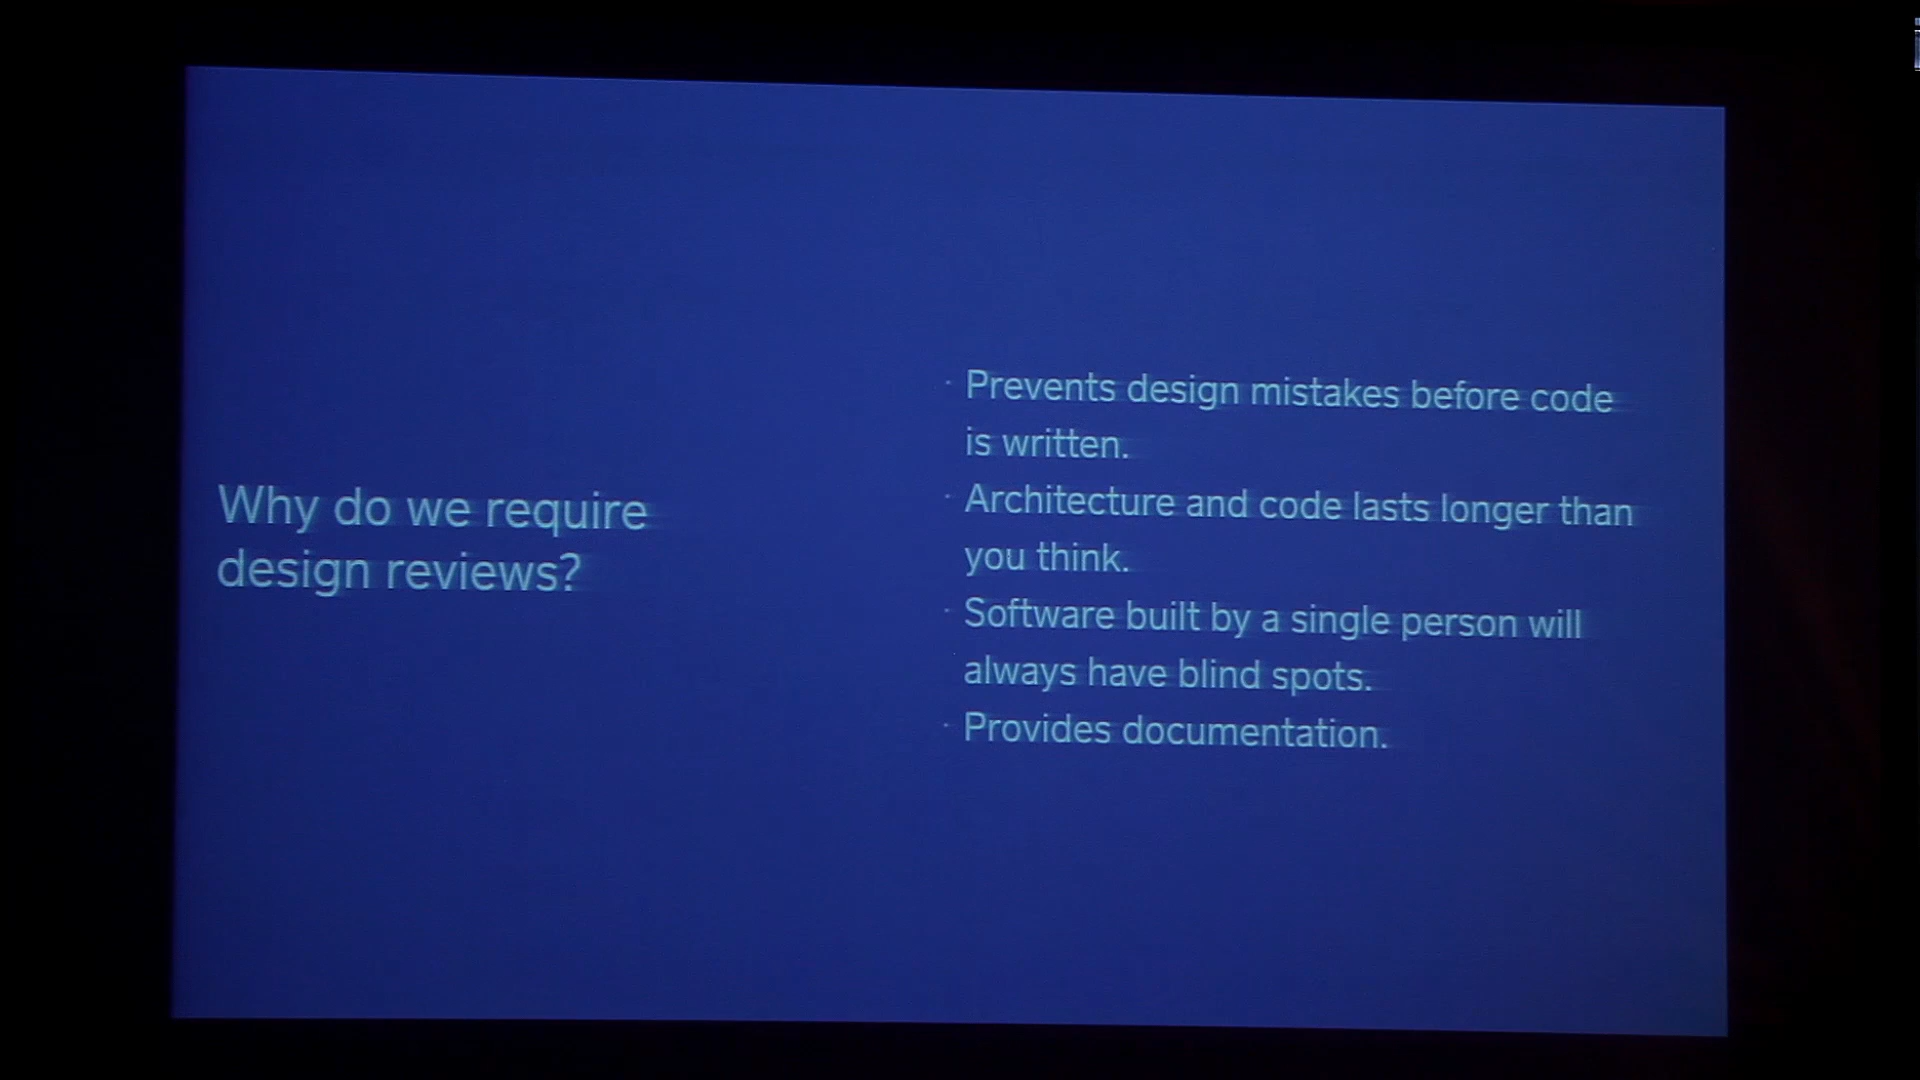 Why do we require
design reviews?
· Prevents design mistakes before code
is written.
· Architecture and code lasts longer than
you think.
· Software built by a single person will
always have blind spots.
· Provides documentation.